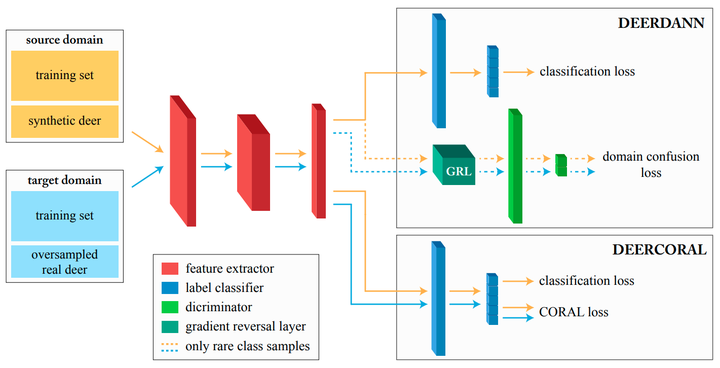 source domain
training set
synthetic deer
target domain
training set
oversampled
real deer
feature extractor
label classifier
dicriminator
gradient reversal layer
only rare class samples
DEERDANN
classification loss
GRL
domain confusion
loss
DEERCORAL
classification loss
CORAL loss